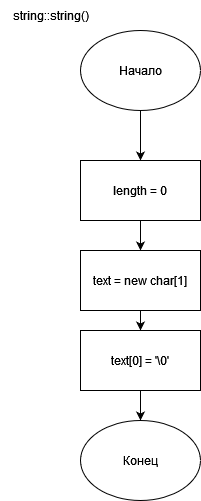 string::string()
Начало
length = 0
text = new char[1]
text[0] = '\0'
Конец